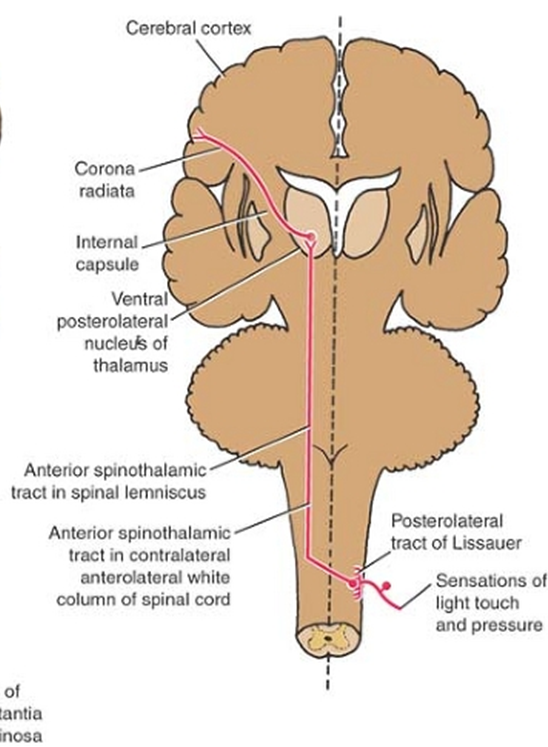 Cerebral cortex
Corona
radiata
Internal
capsule
Ventral
posterolateral
nucleus of
thalamus
Anterior spinothalamic
tract in spinal lemniscus
Anterior spinothalamic
tract in contralateral
anterolateral white
column of spinal cord
Posterolateral
tract of Lissauer
Sensations of
light touch
and pressure
of
tantia
inosa